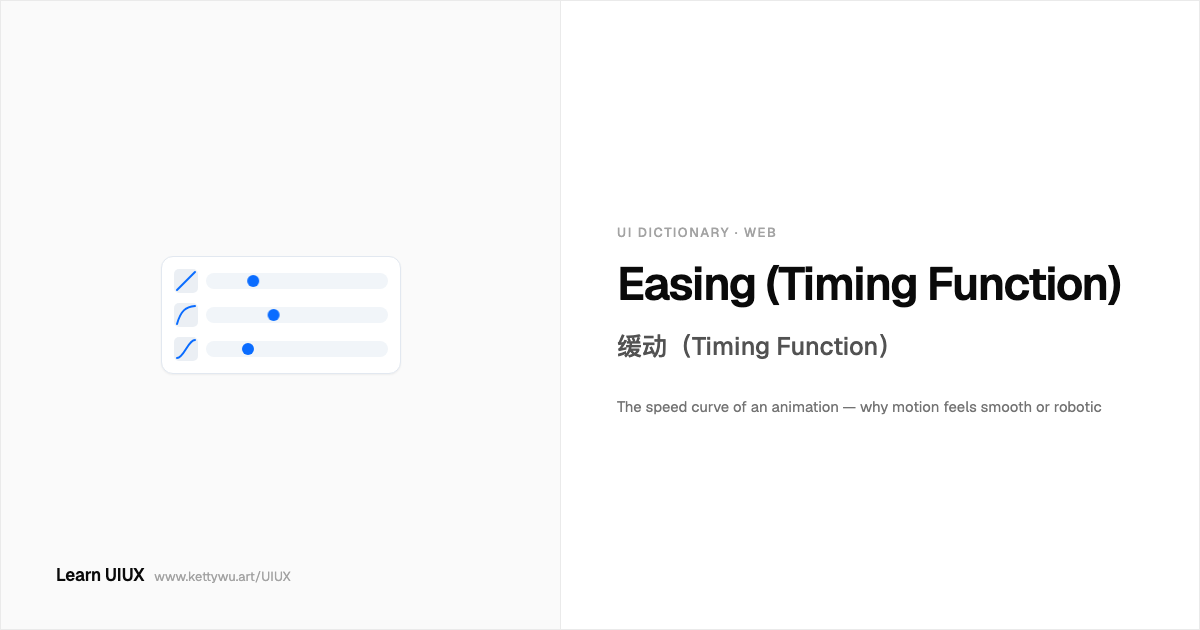 UI DICTIONARY · WEB
Easing (Timing Function)
缓动（Timing Function）
The speed curve of an animation — why motion feels smooth or robotic
Learn UIUX www.kettywu.art/UIUX